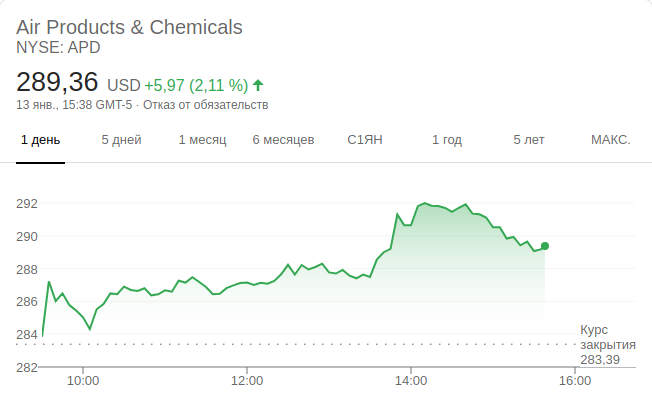 Air Products & Chemicals
NYSE: APD
289,36 USD +5,97 (2,11 %)
13 янв., 15:38 GMT-5 · Отказ от обязательств
1 день 5 дней 1 месяц 6 месяцев С1ЯН 1 год 5 лет МАКС.
292
290
288
286
284
282
Курс
закрытия
283,39
10:00 12:00 14:00 16:00